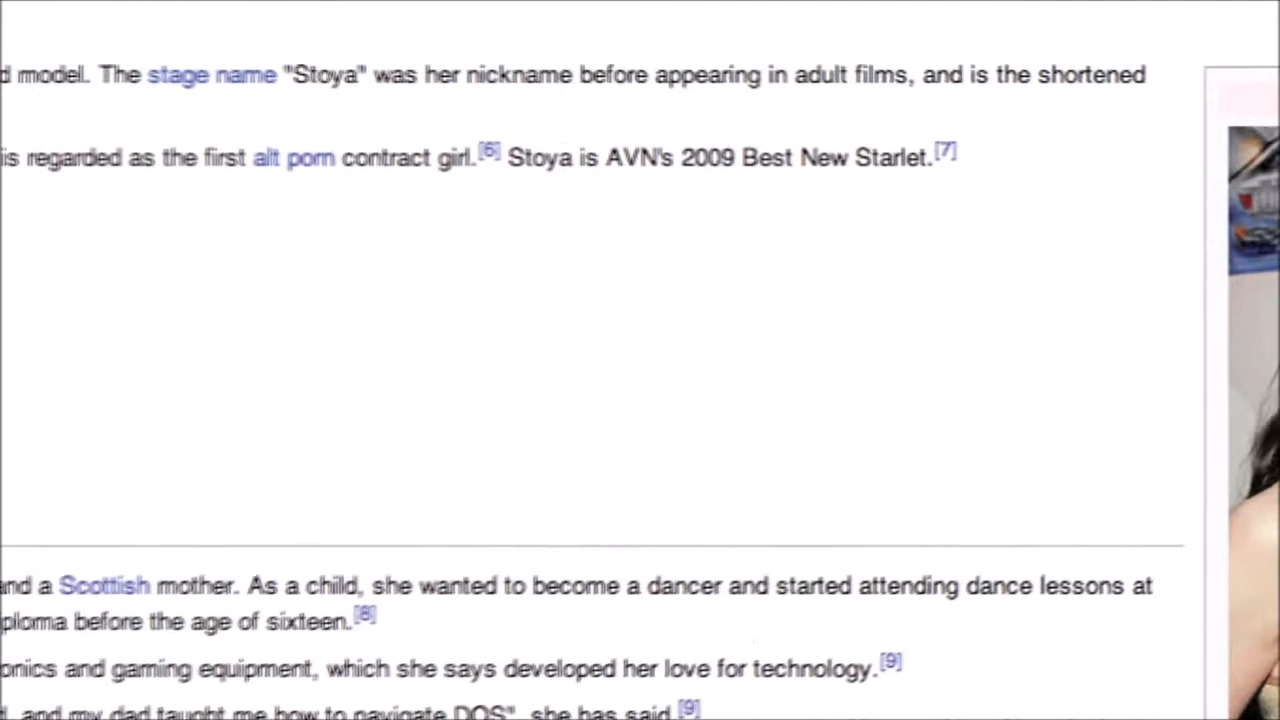 d model. The stage name "Stoya" was her nickname before appearing in adult films, and is the shortened
is regarded as the first alt porn contract girl.[6] Stoya is AVN's 2009 Best New Starlet.[7]
and a Scottish mother. As a child, she wanted to become a dancer and started attending dance lessons at
ploma before the age of sixteen.[8]
onics and gaming equipment, which she says developed her love for technology.[9]
d, and my dad taught me how to navigate DOS", she has said.[9]